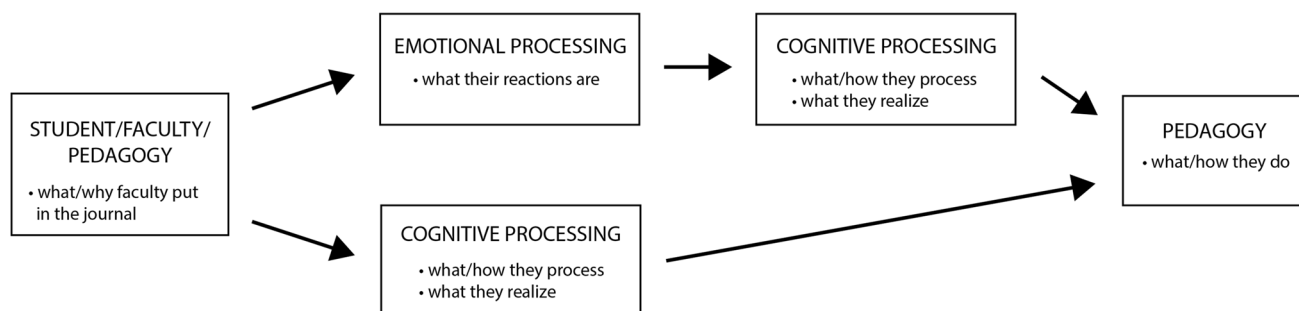 STUDENT/FACULTY/
PEDAGOGY
• what/why faculty put
in the journal
EMOTIONAL PROCESSING
• what their reactions are
COGNITIVE PROCESSING
• what/how they process
• what they realize
COGNITIVE PROCESSING
• what/how they process
• what they realize
PEDAGOGY
• what/how they do